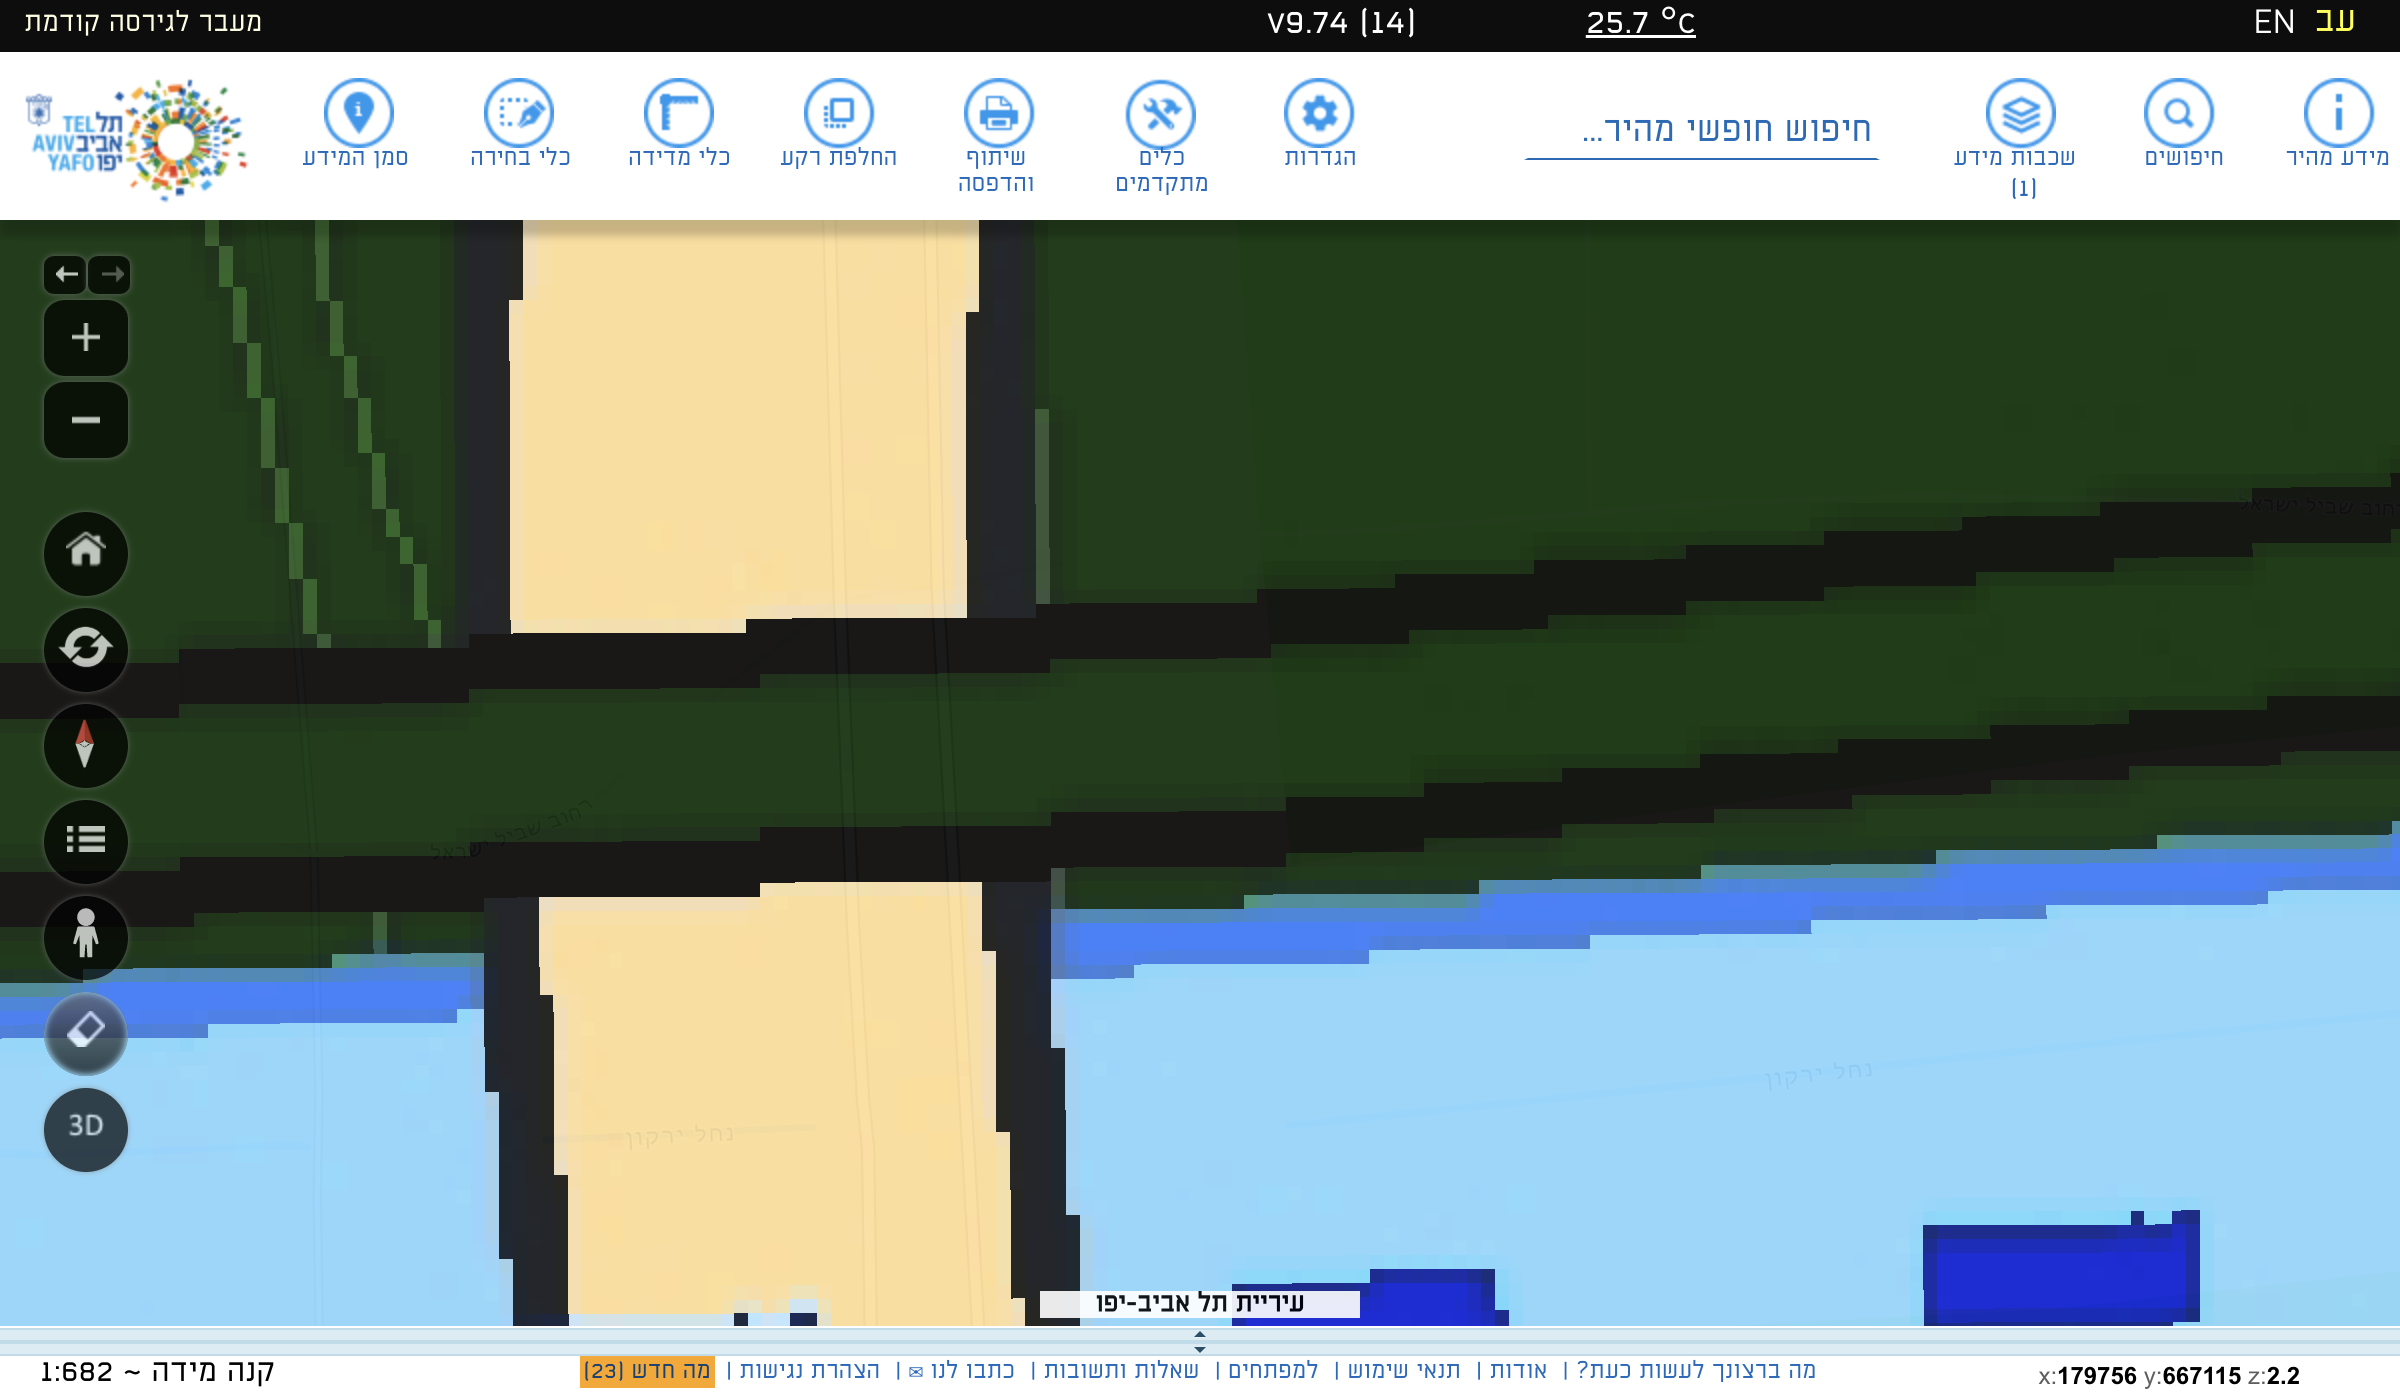 עב
EN
25.7 °C
V9.74 (14)
מעבר לגירסה קודמת
מידע מהיר
חיפושים
שכבות מידע
(1)
חיפוש חופשי מהיר...
הגדרות
כלים
מתקדמים
שיתוף
והדפסה
החלפת רקע
כלי מדידה
כלי בחירה
סמן המידע
תל
אביב
יפו
TEL
AVIV
YAFO
רחוב שביל ישראל
רחוב שביל ישראל
נחל ירקון
נחל ירקון
3D
עיריית תל אביב-יפו
מה ברצונך לעשות כעת? | אודות | תנאי שימוש | למפתחים | שאלות ותשובות | כתבו לנו ✉ | הצהרת נגישות | מה חדש (23)
קנה מידה ~ 1:682
x:179756 y:667115 z:2.2